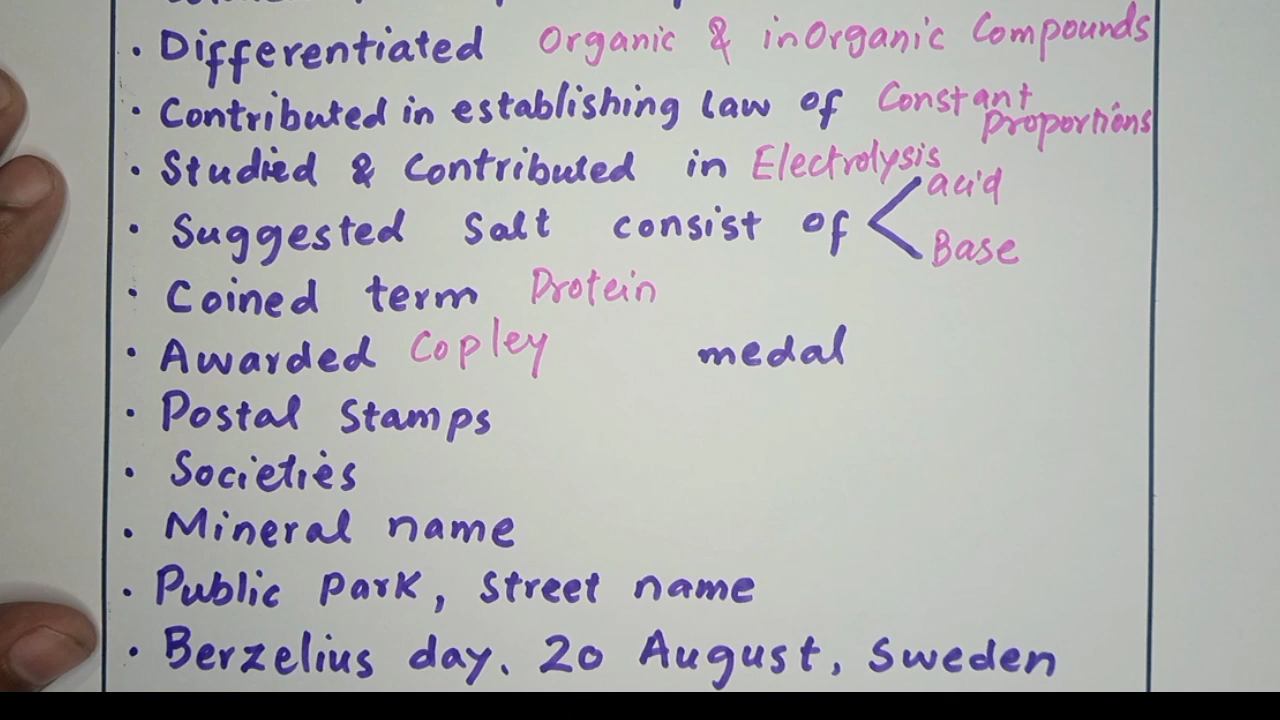 • Differentiated Organic & inOrganic Compounds
• Contributed in establishing law of Constant Proportions
• Studied & Contributed in Electrolysis
• Suggested Salt consist of < acid Base
• Coined term Protein
• Awarded Copley medal
• Postal Stamps
• Societies
• Mineral name
• Public Park, Street name
• Berzelius day. 20 August, Sweden